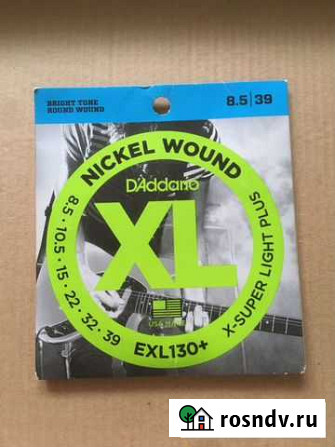 BRIGHT TONE
ROUND WOUND
8.5 | 39
NICKEL WOUND
D'Addario
XL
8.5 · 10.5 · 15 · 22 · 32 · 39
X-SUPER LIGHT PLUS
EXL130+
rosndv.ru